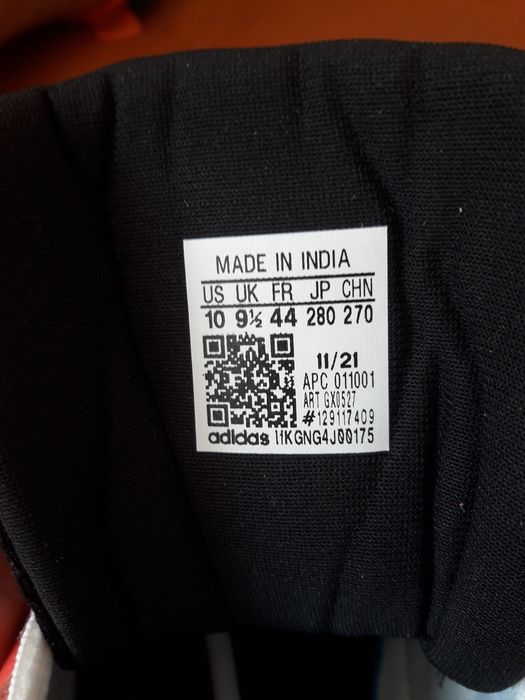 MADE IN INDIA
US UK FR JP CHN
10 9½ 44 280 270
11/21
APC 011001
ART GX0527
#129117409
adidas 11KGNG4J00175